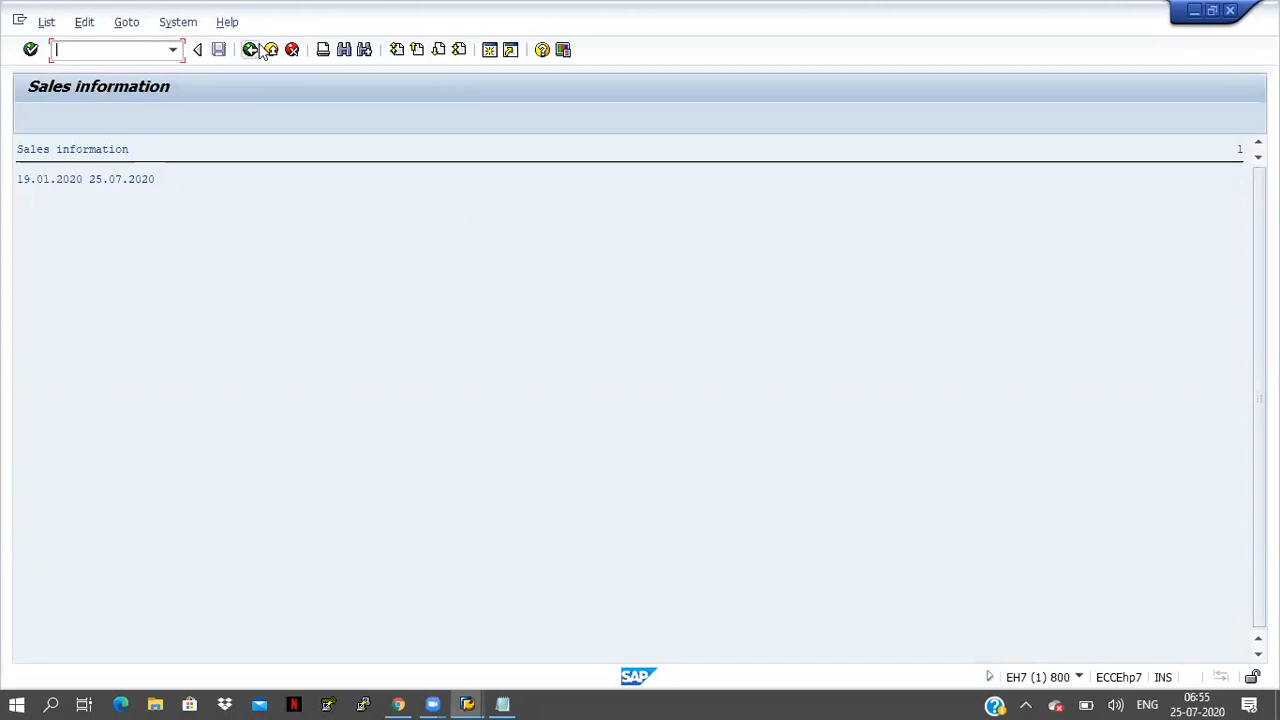 List Edit Goto System Help
Sales information
Sales information 1
19.01.2020 25.07.2020
SAP EH7 (1) 800 ECCEhp7 INS
ENG 06:55
25-07-2020